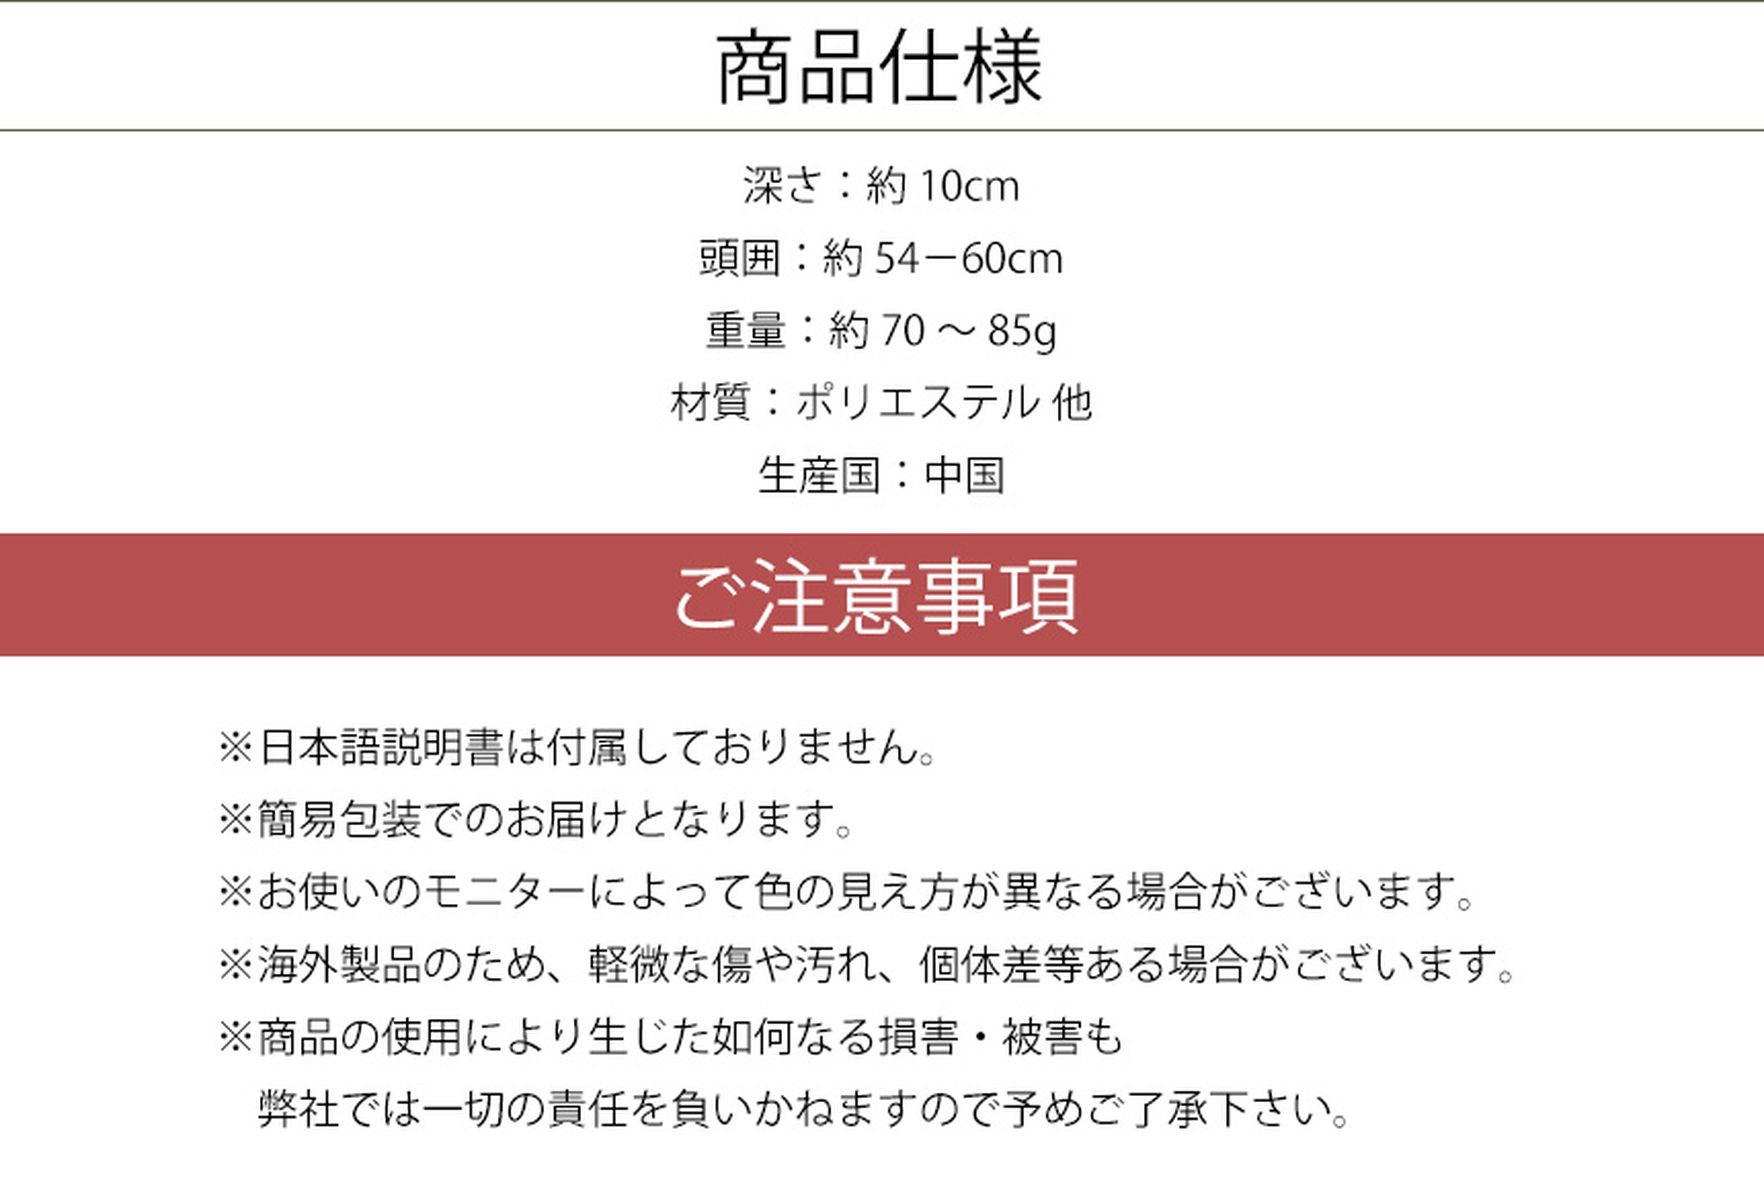 商品仕様
深さ：約 10cm
頭囲：約 54－60cm
重量：約 70 ～ 85g
材質：ポリエステル 他
生産国：中国
ご注意事項
※日本語説明書は付属しておりません。
※簡易包装でのお届けとなります。
※お使いのモニターによって色の見え方が異なる場合がございます。
※海外製品のため、軽微な傷や汚れ、個体差等ある場合がございます。
※商品の使用により生じた如何なる損害・被害も
弊社では一切の責任を負いかねますので予めご了承下さい。